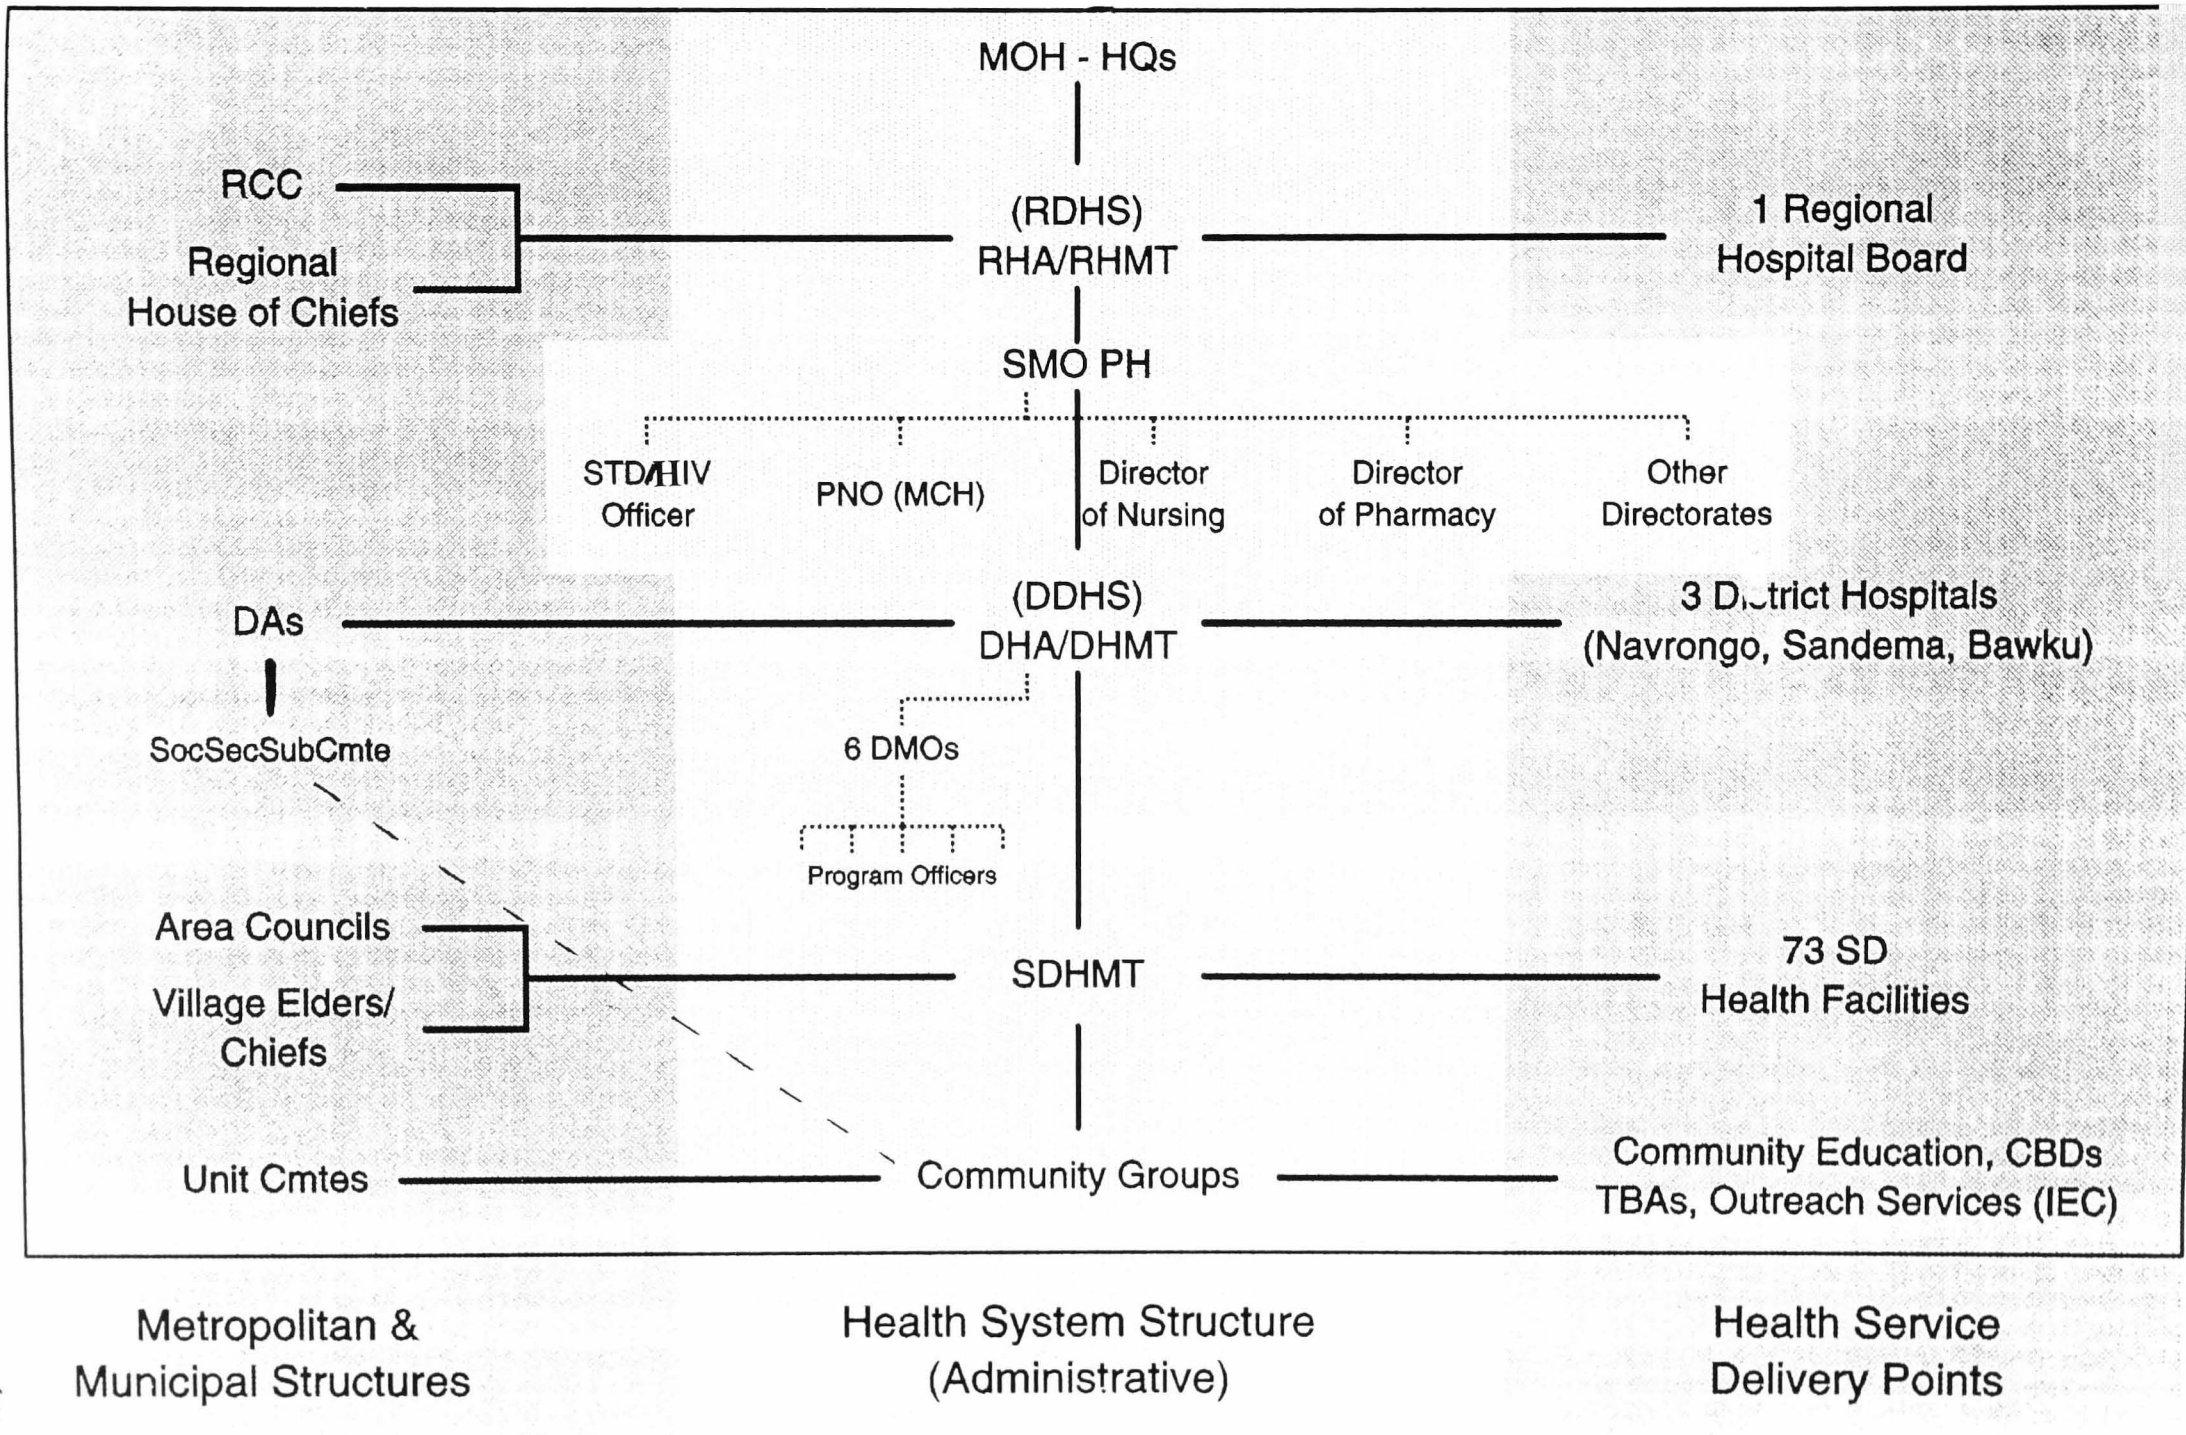 MOH - HQs
RCC
Regional
House of Chiefs
(RDHS)
RHA/RHMT
1 Regional
Hospital Board
SMO PH
STD/HIV
Officer
PNO (MCH)
Director
of Nursing
Director
of Pharmacy
Other
Directorates
DAs
(DDHS)
DHA/DHMT
3 District Hospitals
(Navrongo, Sandema, Bawku)
SocSecSubCmte
6 DMOs
Program Officers
Area Councils
Village Elders/
Chiefs
SDHMT
73 SD
Health Facilities
Unit Cmtes
Community Groups
Community Education, CBDs
TBAs, Outreach Services (IEC)
Metropolitan &
Municipal Structures
Health System Structure
(Administrative)
Health Service
Delivery Points